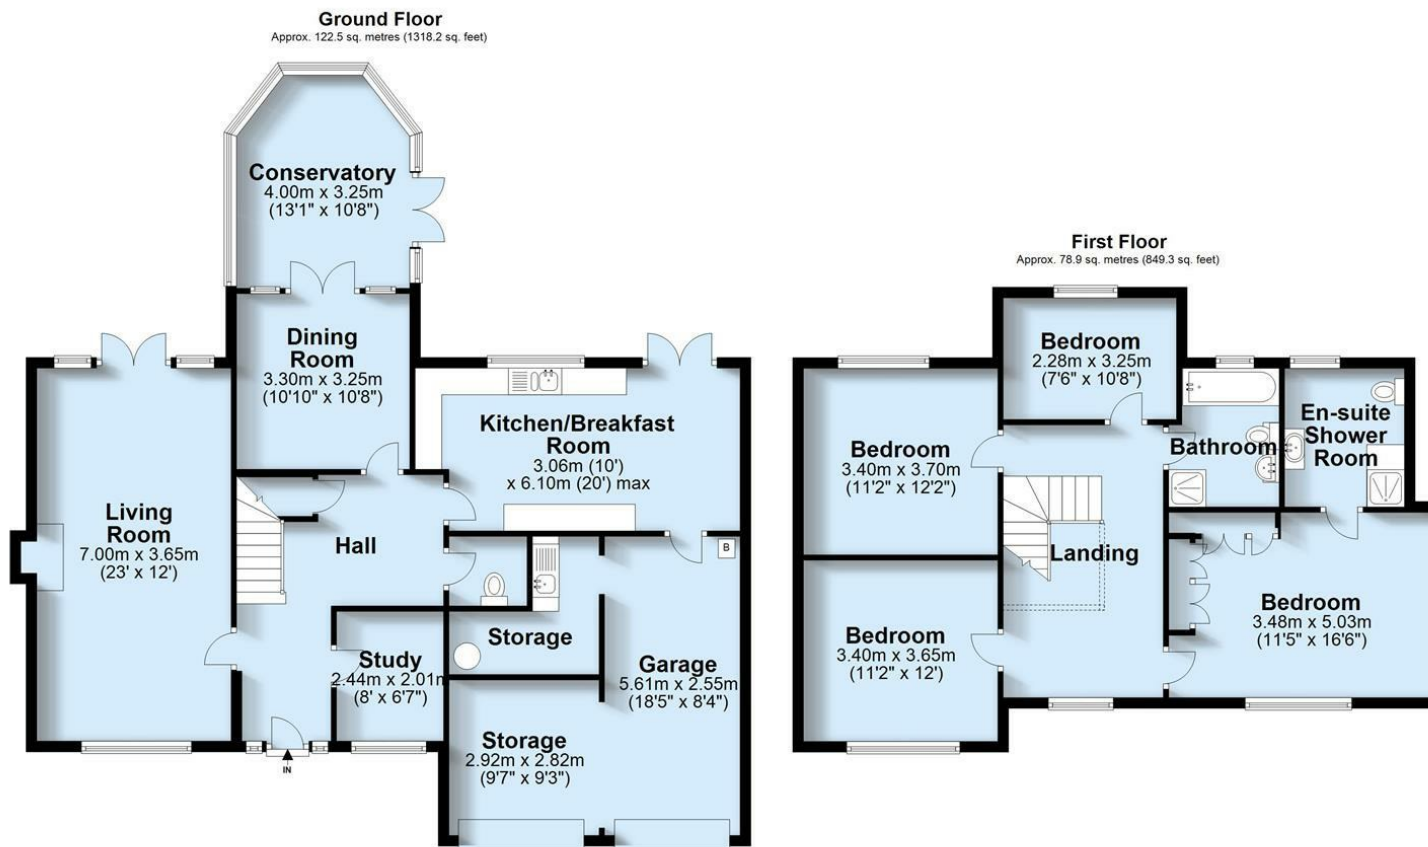 Ground Floor
Approx. 122.5 sq. metres (1318.2 sq. feet)
Conservatory
4.00m x 3.25m
(13'1" x 10'8")
Dining
Room
3.30m x 3.25m
(10'10" x 10'8")
Kitchen/Breakfast
Room
3.06m (10')
x 6.10m (20') max
Living
Room
7.00m x 3.65m
(23' x 12')
Hall
B
Storage
Study
2.44m x 2.01m
(8' x 6'7")
Garage
5.61m x 2.55m
(18'5" x 8'4")
Storage
2.92m x 2.82m
(9'7" x 9'3")
IN
First Floor
Approx. 78.9 sq. metres (849.3 sq. feet)
Bedroom
2.28m x 3.25m
(7'6" x 10'8")
Bedroom
3.40m x 3.70m
(11'2" x 12'2")
Bathroom
En-suite
Shower
Room
Landing
Bedroom
3.48m x 5.03m
(11'5" x 16'6")
Bedroom
3.40m x 3.65m
(11'2" x 12')